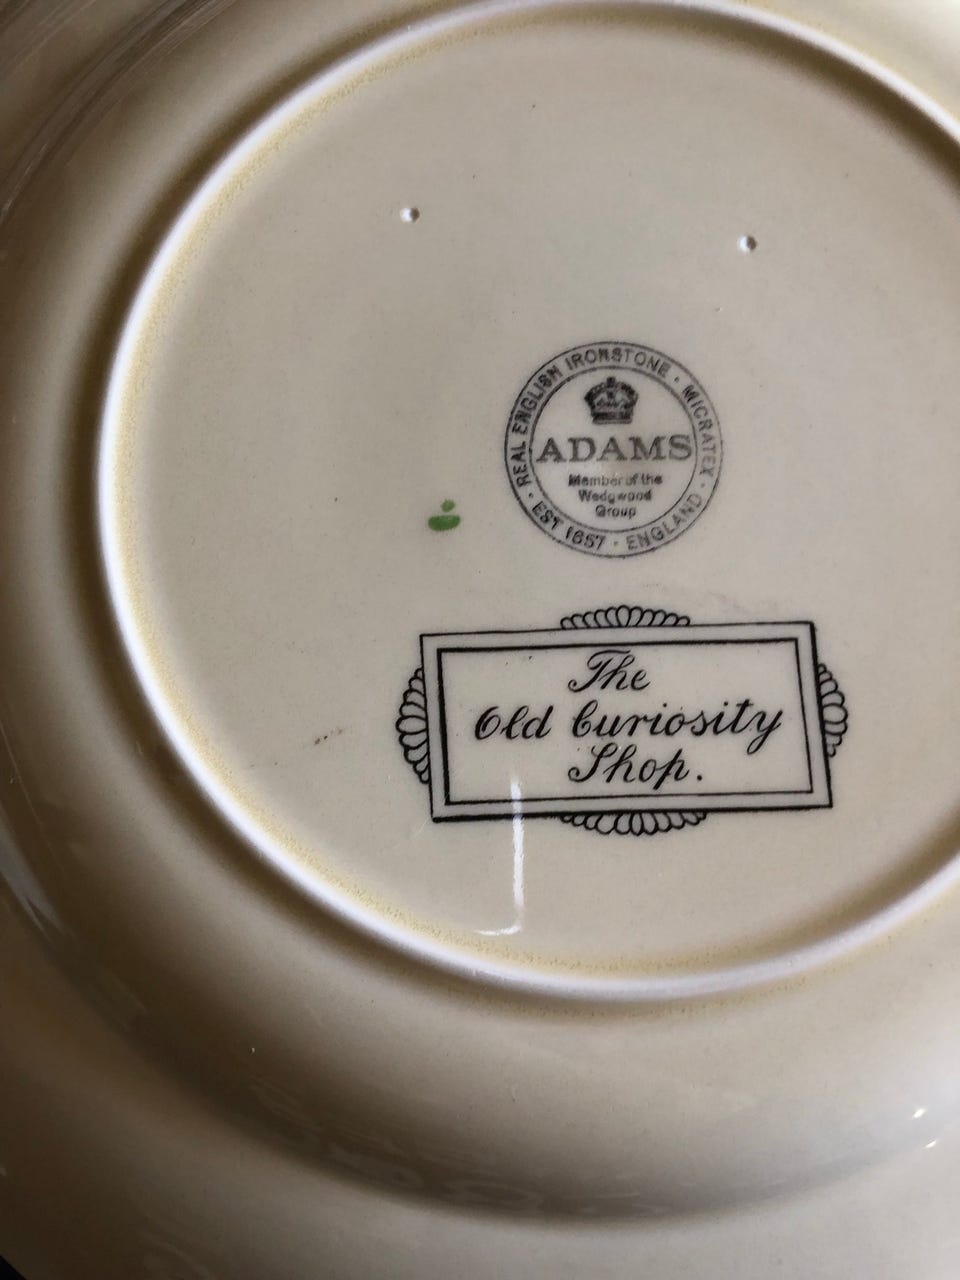 REAL ENGLISH IRONSTONE · MICRATEX ·
ADAMS
Member of the
Wedgwood
Group
EST 1657 · ENGLAND
The
Old Curiosity
Shop.